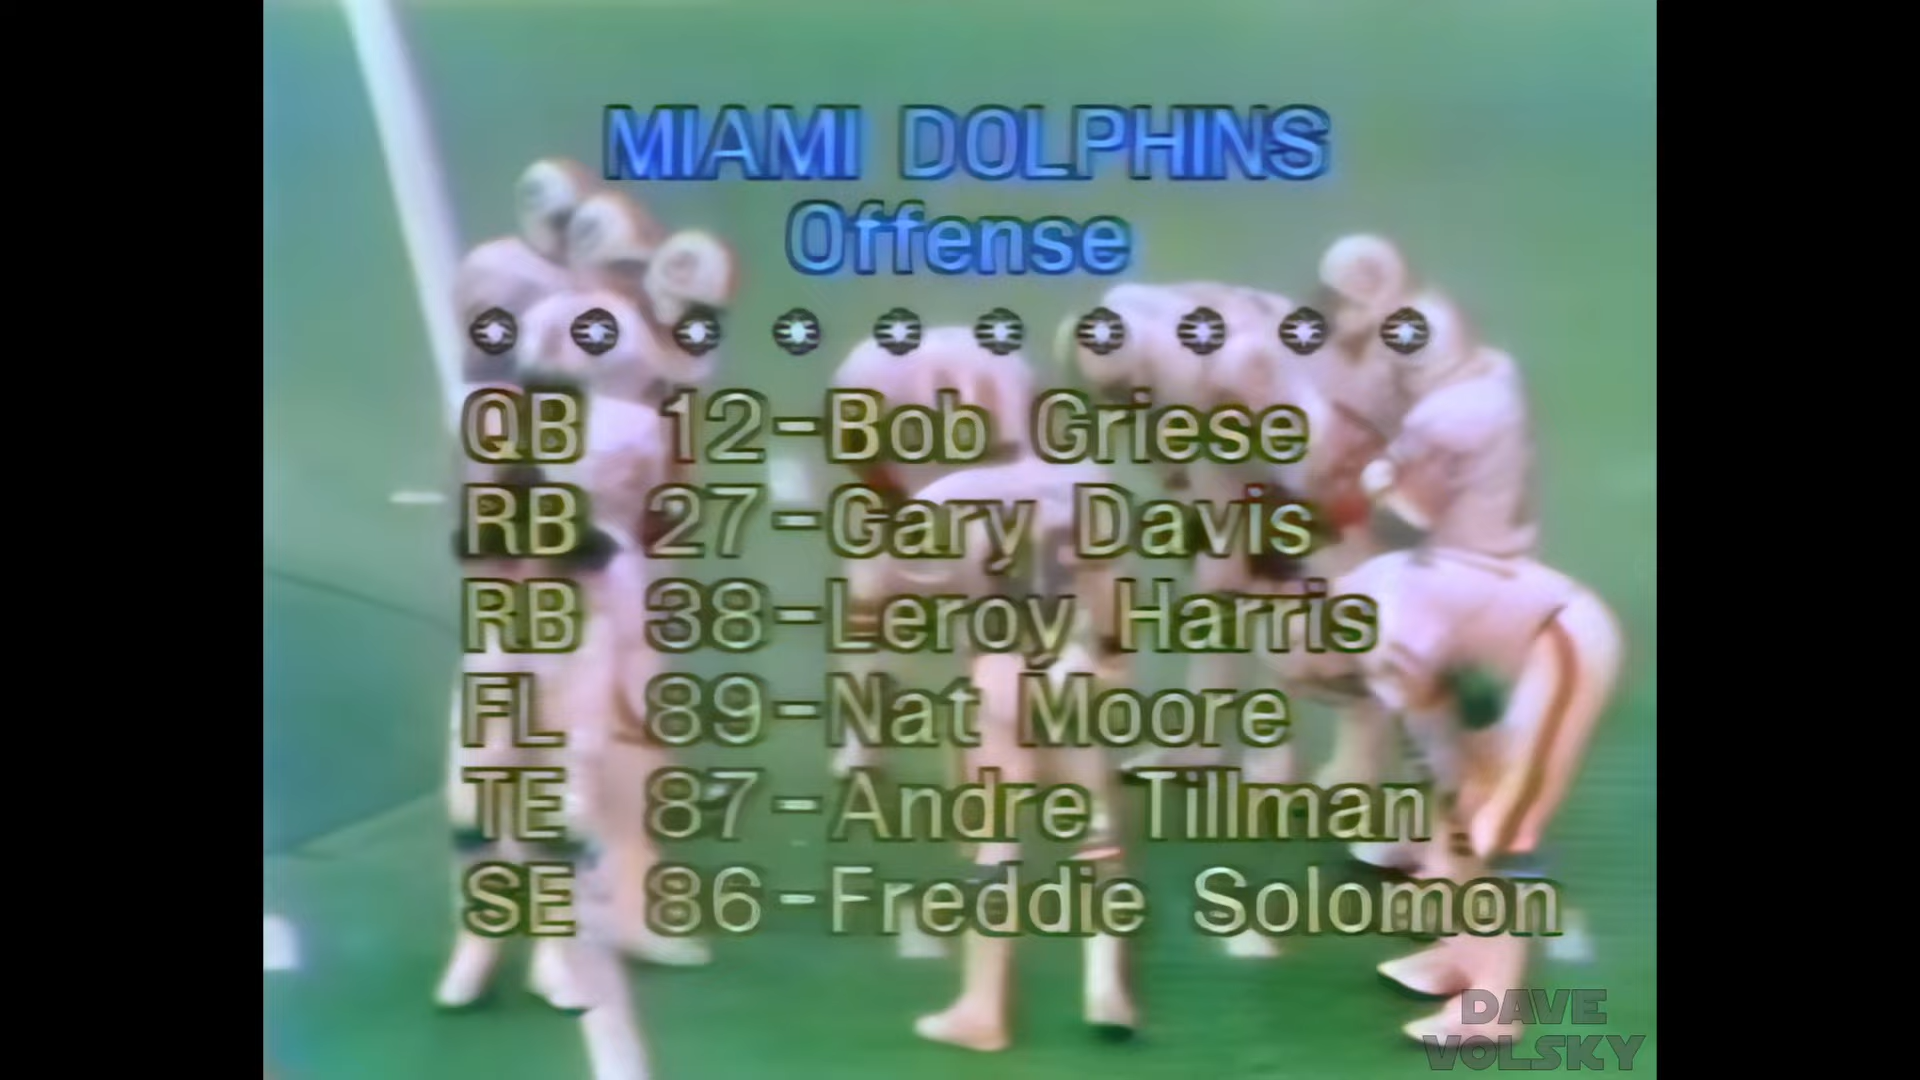 MIAMI DOLPHINS
Offense
QB 12-Bob Griese
RB 27-Gary Davis
RB 38-Leroy Harris
FL 89-Nat Moore
TE 87-Andre Tillman
SE 86-Freddie Solomon
DAVE
VOLSKY